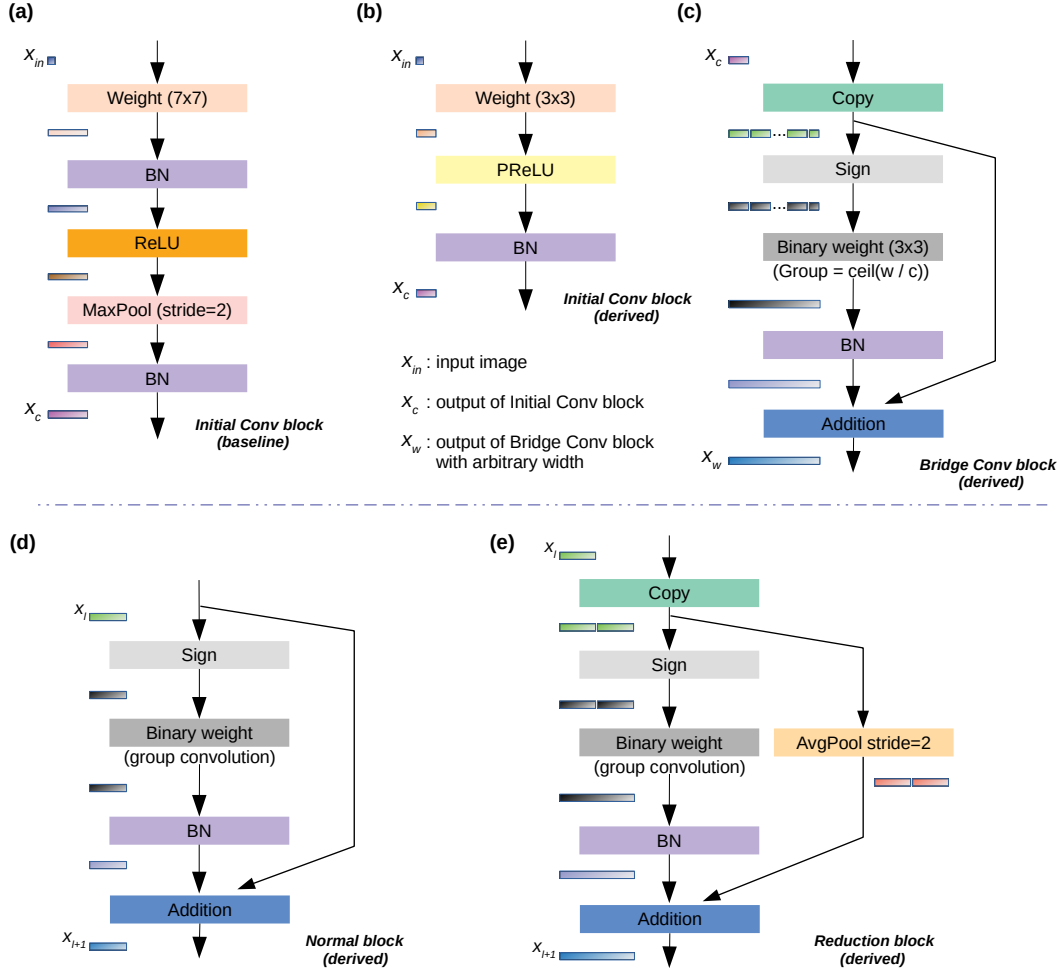 (a)
X_in
Weight (7x7)
BN
ReLU
MaxPool (stride=2)
BN
X_c
Initial Conv block
(baseline)
(b)
X_in
Weight (3x3)
PReLU
BN
X_c
Initial Conv block
(derived)
X_in : input image
X_c : output of Initial Conv block
X_w : output of Bridge Conv block
with arbitrary width
(c)
X_c
Copy
...
Sign
...
Binary weight (3x3)
(Group = ceil(w / c))
BN
Addition
X_w
Bridge Conv block
(derived)
(d)
X_l
Sign
Binary weight
(group convolution)
BN
Addition
X_l+1
Normal block
(derived)
(e)
X_l
Copy
Sign
Binary weight
(group convolution)
AvgPool stride=2
BN
Addition
X_l+1
Reduction block
(derived)